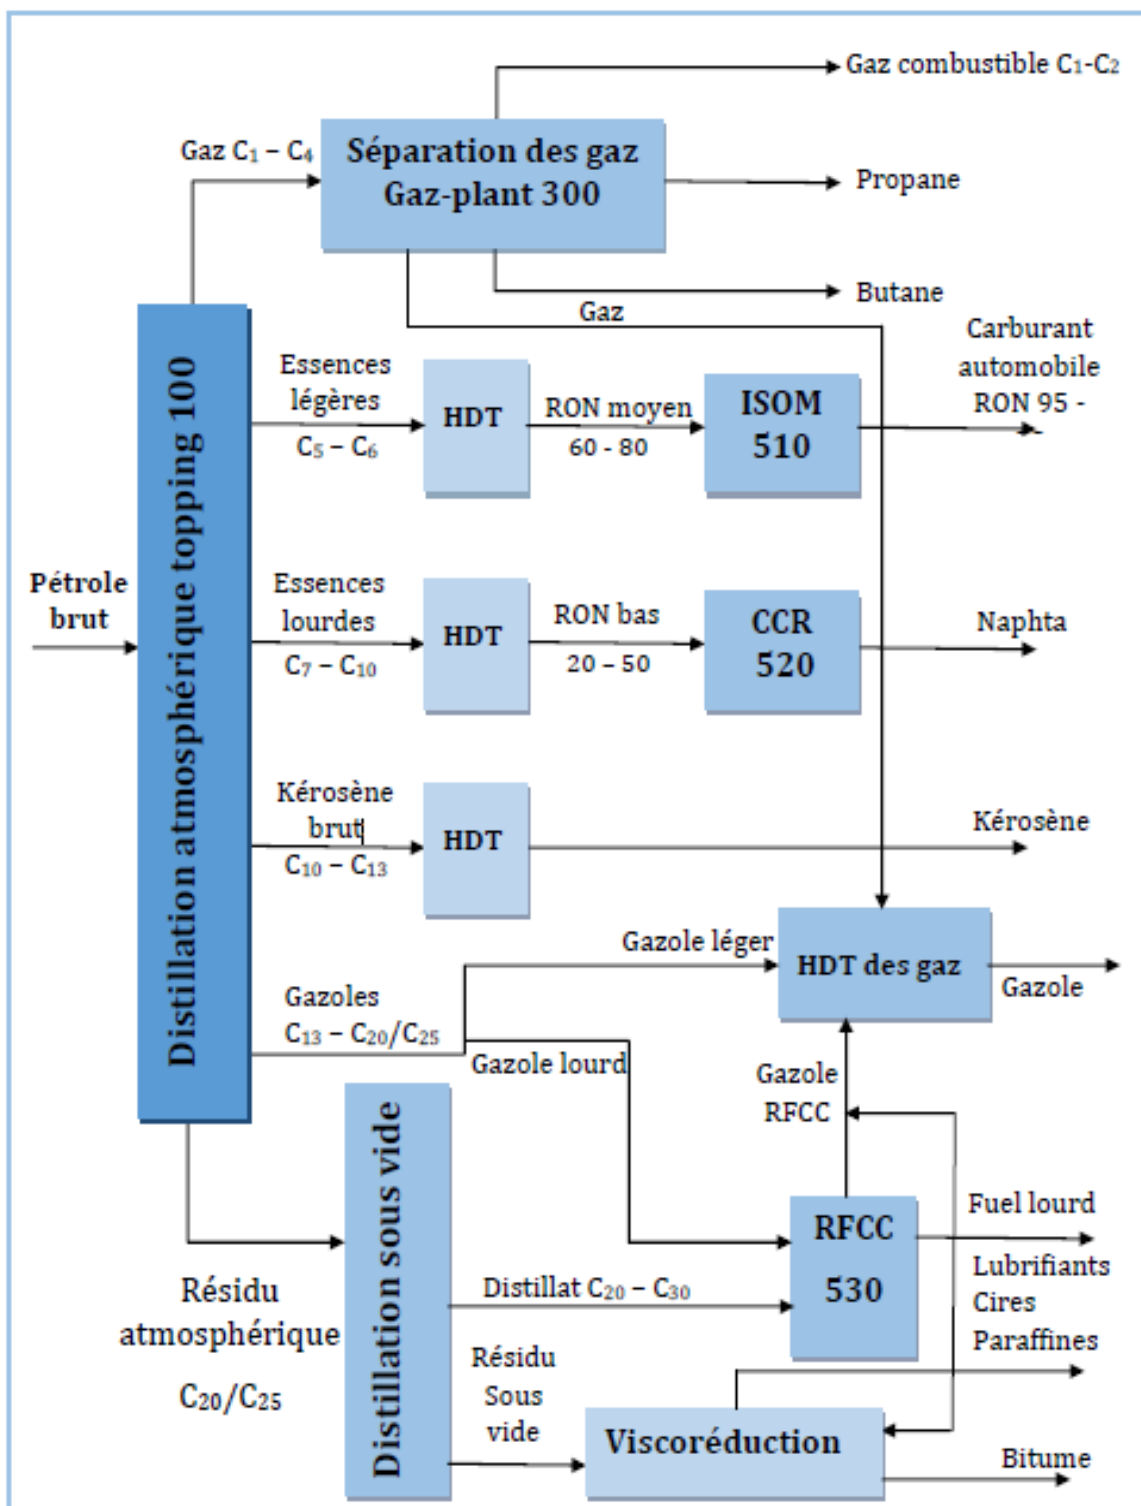 Gaz combustible C₁-C₂
Gaz C₁ – C₄
Séparation des gaz
Gaz-plant 300
Propane
Butane
Gaz
Carburant
automobile
RON 95 -
Essences
légères
C₅ – C₆
HDT
RON moyen
60 - 80
ISOM
510
Distillation atmosphérique topping 100
Pétrole
brut
Essences
lourdes
C₇ – C₁₀
HDT
RON bas
20 – 50
CCR
520
Naphta
Kérosène
brut
C₁₀ – C₁₃
HDT
Kérosène
Gazole léger
HDT des gaz
Gazole
Gazoles
C₁₃ – C₂₀/C₂₅
Gazole lourd
Gazole
RFCC
Distillation sous vide
RFCC
530
Fuel lourd
Lubrifiants
Cires
Paraffines
Distillat C₂₀ – C₃₀
Résidu
atmosphérique
C₂₀/C₂₅
Résidu
Sous
vide
Viscoréduction
Bitume